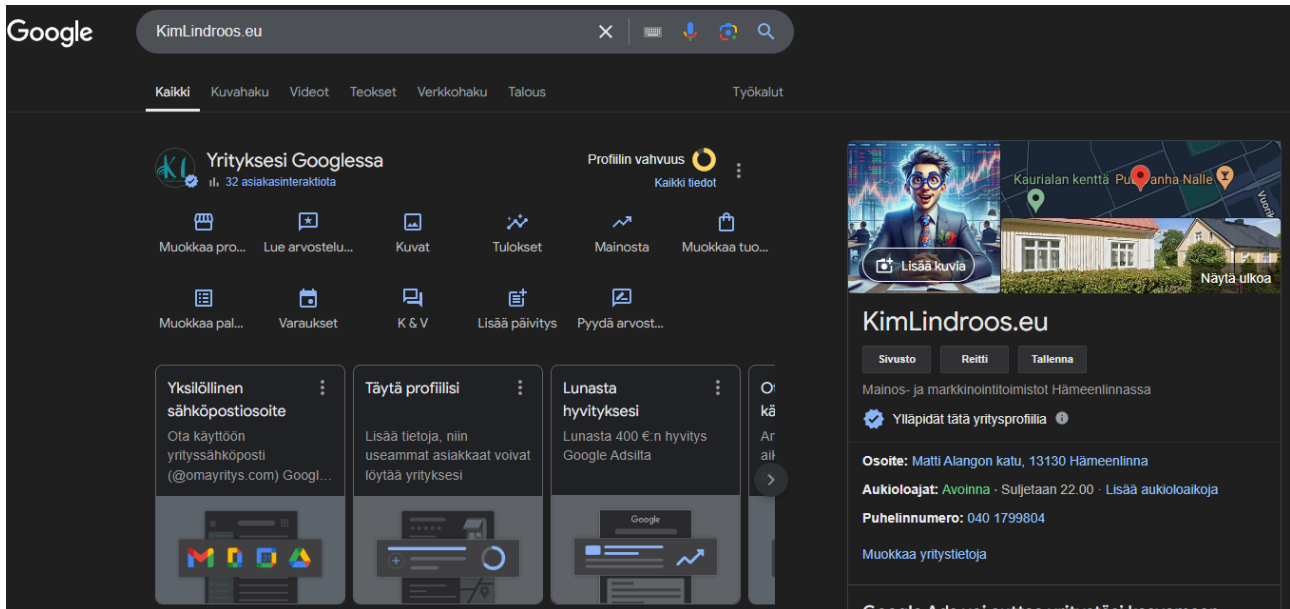 Google
KimLindroos.eu
Kaikki Kuvahaku Videot Teokset Verkkohaku Talous Työkalut
Yrityksesi Googlessa
32 asiakasinteraktiota
Profiilin vahvuus
Kaikki tiedot
Muokkaa pro... Lue arvostelu... Kuvat Tulokset Mainosta Muokkaa tuo...
Muokkaa pal... Varaukset K & V Lisää päivitys Pyydä arvost...
Yksilöllinen
sähköpostiosoite
Ota käyttöön
yrityssähköposti
(@omayritys.com) Googl...
Täytä profiilisi
Lisää tietoja, niin
useammat asiakkaat voivat
löytää yrityksesi
Lunasta
hyvityksesi
Lunasta 400 €:n hyvitys
Google Adsilta
Google
Kaurialan kenttä
anha Nalle
Vuorik
Lisää kuvia
Näytä ulkoa
KimLindroos.eu
Sivusto Reitti Tallenna
Mainos- ja markkinointitoimistot Hämeenlinnassa
Ylläpidät tätä yritysprofiilia
Osoite: Matti Alangon katu, 13130 Hämeenlinna
Aukioloajat: Avoinna · Suljetaan 22.00 · Lisää aukioloaikoja
Puhelinnumero: 040 1799804
Muokkaa yritystietoja